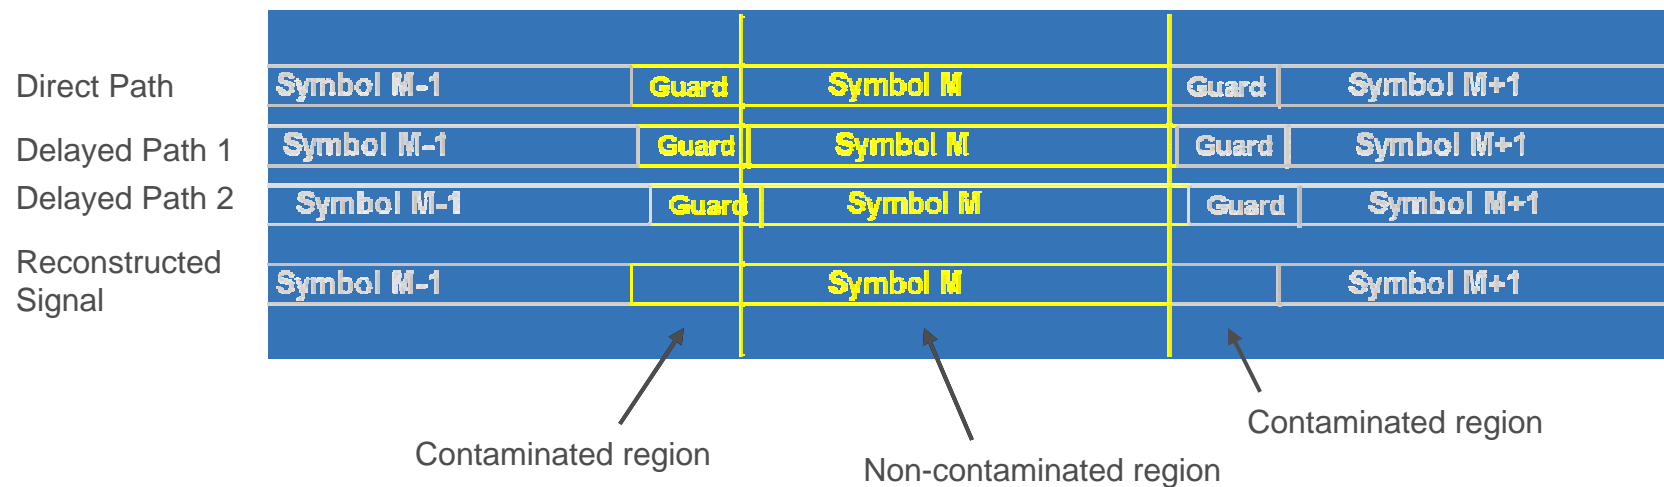 Direct Path Symbol M-1 Guard Symbol M Guard Symbol M+1
Delayed Path 1 Symbol M-1 Guard Symbol M Guard Symbol M+1
Delayed Path 2 Symbol M-1 Guard Symbol M Guard Symbol M+1
Reconstructed
Signal Symbol M-1 Symbol M Symbol M+1
Contaminated region
Non-contaminated region
Contaminated region